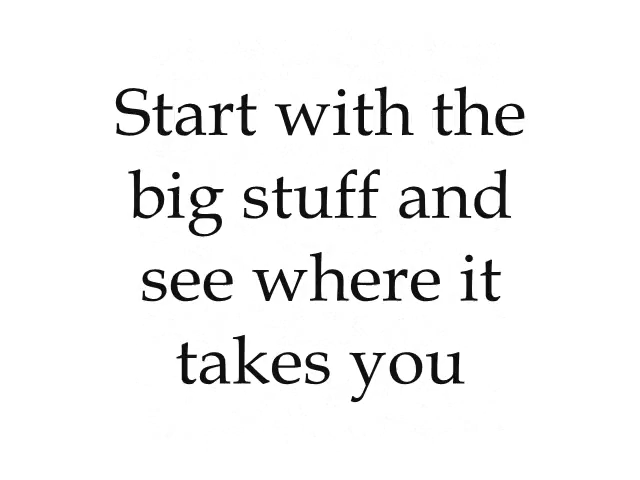 Start with the
big stuff and
see where it
takes you